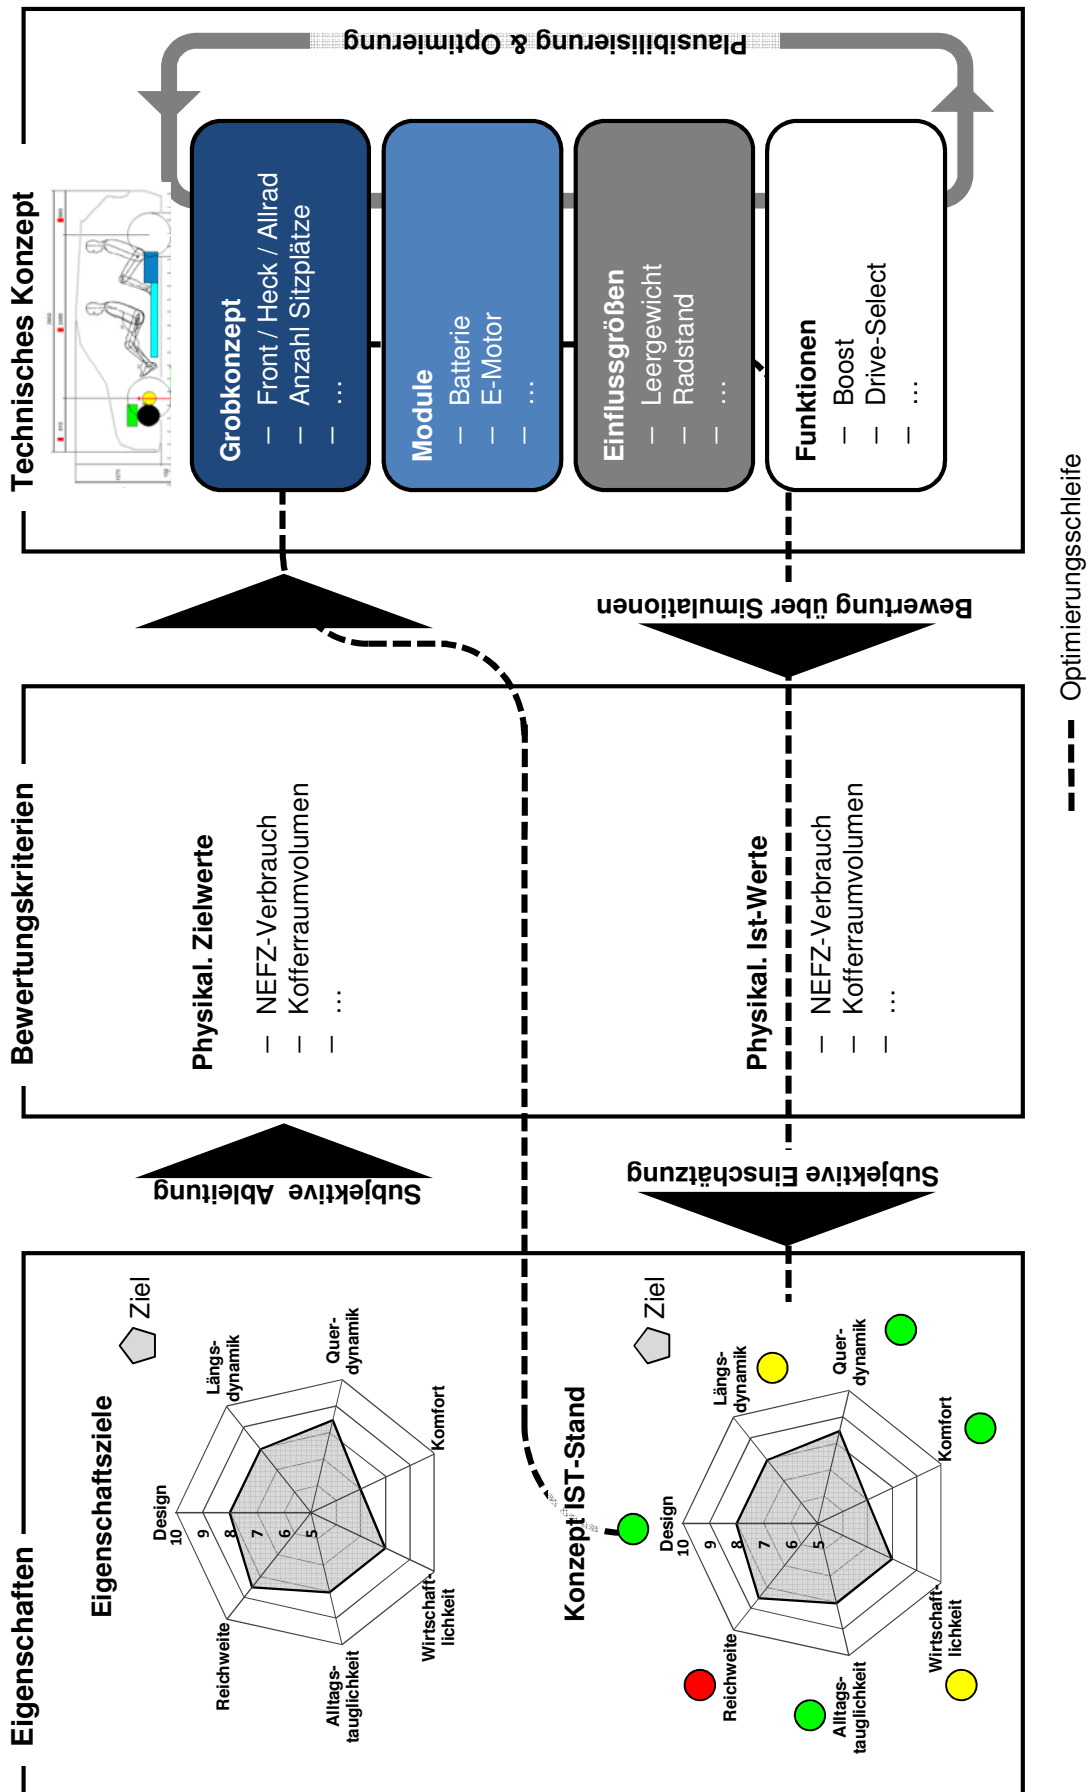 Eigenschaften
Eigenschaftsziele
Ziel
Design
10
9
8
7
6
5
Längs-
dynamik
Quer-
dynamik
Komfort
Wirtschaft-
lichkeit
Alltags-
tauglichkeit
Reichweite
Konzept IST-Stand
Ziel
Design
10
9
8
7
6
5
Längs-
dynamik
Quer-
dynamik
Komfort
Wirtschaft-
lichkeit
Alltags-
tauglichkeit
Reichweite
Subjektive Ableitung
Subjektive Einschätzung
Bewertungskriterien
Physikal. Zielwerte
– NEFZ-Verbrauch
– Kofferraumvolumen
– …
Physikal. Ist-Werte
– NEFZ-Verbrauch
– Kofferraumvolumen
– …
Bewertung über Simulationen
Technisches Konzept
Grobkonzept
– Front / Heck / Allrad
– Anzahl Sitzplätze
– …
Module
– Batterie
– E-Motor
– …
Einflussgrößen
– Leergewicht
– Radstand
– …
Funktionen
– Boost
– Drive-Select
– …
Plausibilisierung & Optimierung
Optimierungsschleife